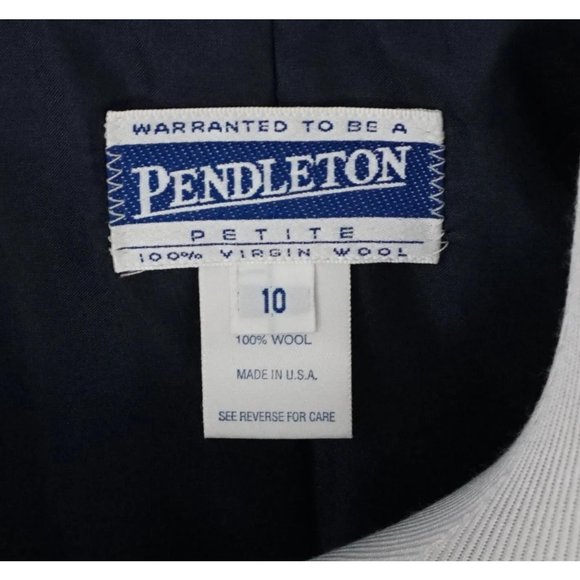 WARRANTED TO BE A
PENDLETON
PETITE
100% VIRGIN WOOL
10
100% WOOL
MADE IN U.S.A.
SEE REVERSE FOR CARE